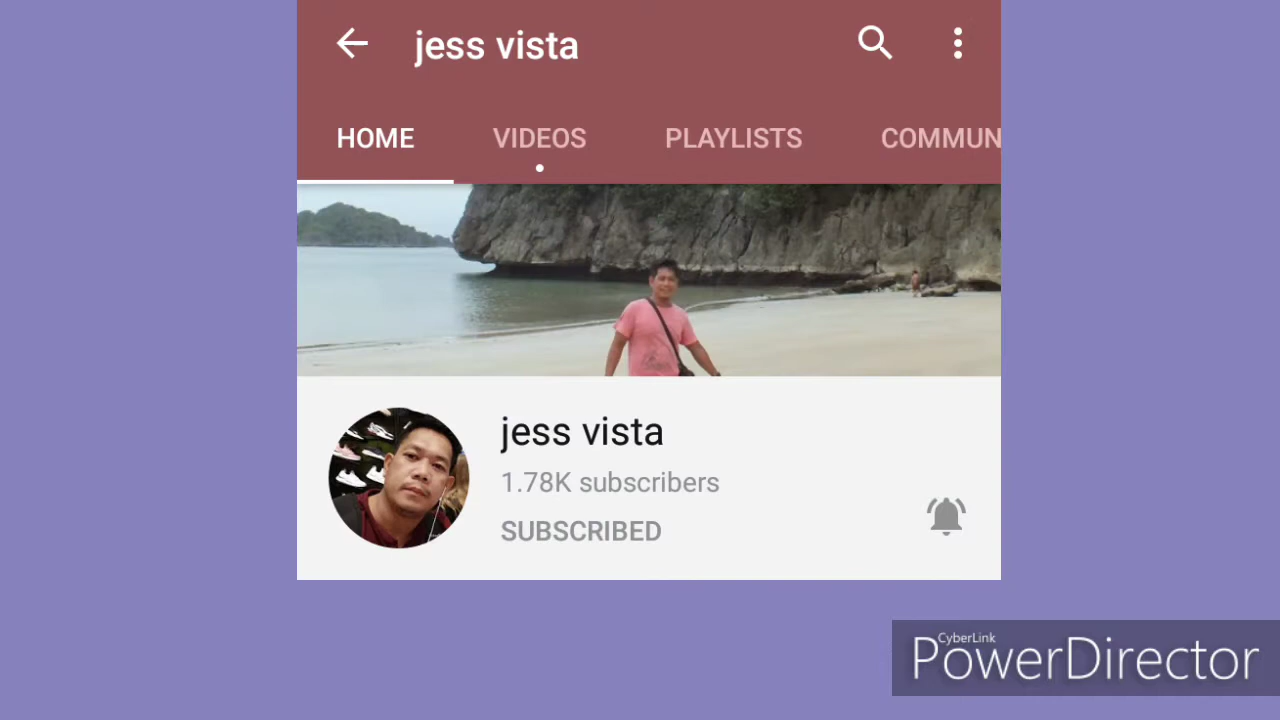 jess vista
HOME VIDEOS PLAYLISTS COMMUN
jess vista
1.78K subscribers
SUBSCRIBED
CyberLink
PowerDirector